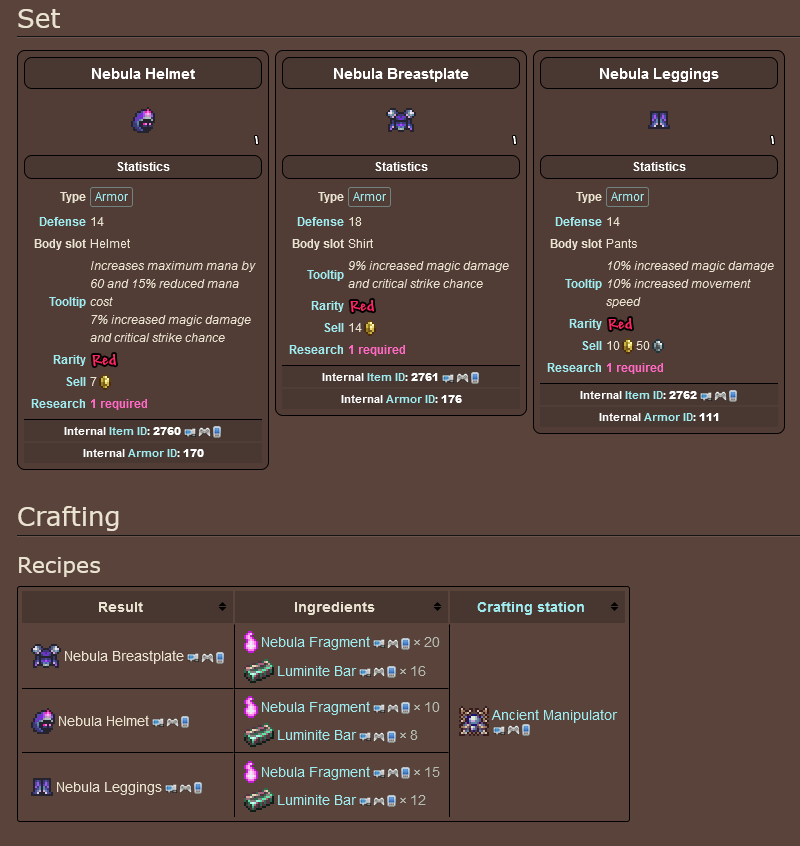 Set
Nebula Helmet
1
Statistics
Type Armor
Defense 14
Body slot Helmet
Tooltip Increases maximum mana by
60 and 15% reduced mana
cost
7% increased magic damage
and critical strike chance
Rarity Red
Sell 7
Research 1 required
Internal Item ID: 2760
Internal Armor ID: 170
Nebula Breastplate
1
Statistics
Type Armor
Defense 18
Body slot Shirt
Tooltip 9% increased magic damage
and critical strike chance
Rarity Red
Sell 14
Research 1 required
Internal Item ID: 2761
Internal Armor ID: 176
Nebula Leggings
1
Statistics
Type Armor
Defense 14
Body slot Pants
Tooltip 10% increased magic damage
10% increased movement
speed
Rarity Red
Sell 10 50
Research 1 required
Internal Item ID: 2762
Internal Armor ID: 111
Crafting
Recipes
Result Ingredients Crafting station
Nebula Breastplate
Nebula Fragment × 20
Luminite Bar × 16
Nebula Helmet
Nebula Fragment × 10
Luminite Bar × 8
Nebula Leggings
Nebula Fragment × 15
Luminite Bar × 12
Ancient Manipulator